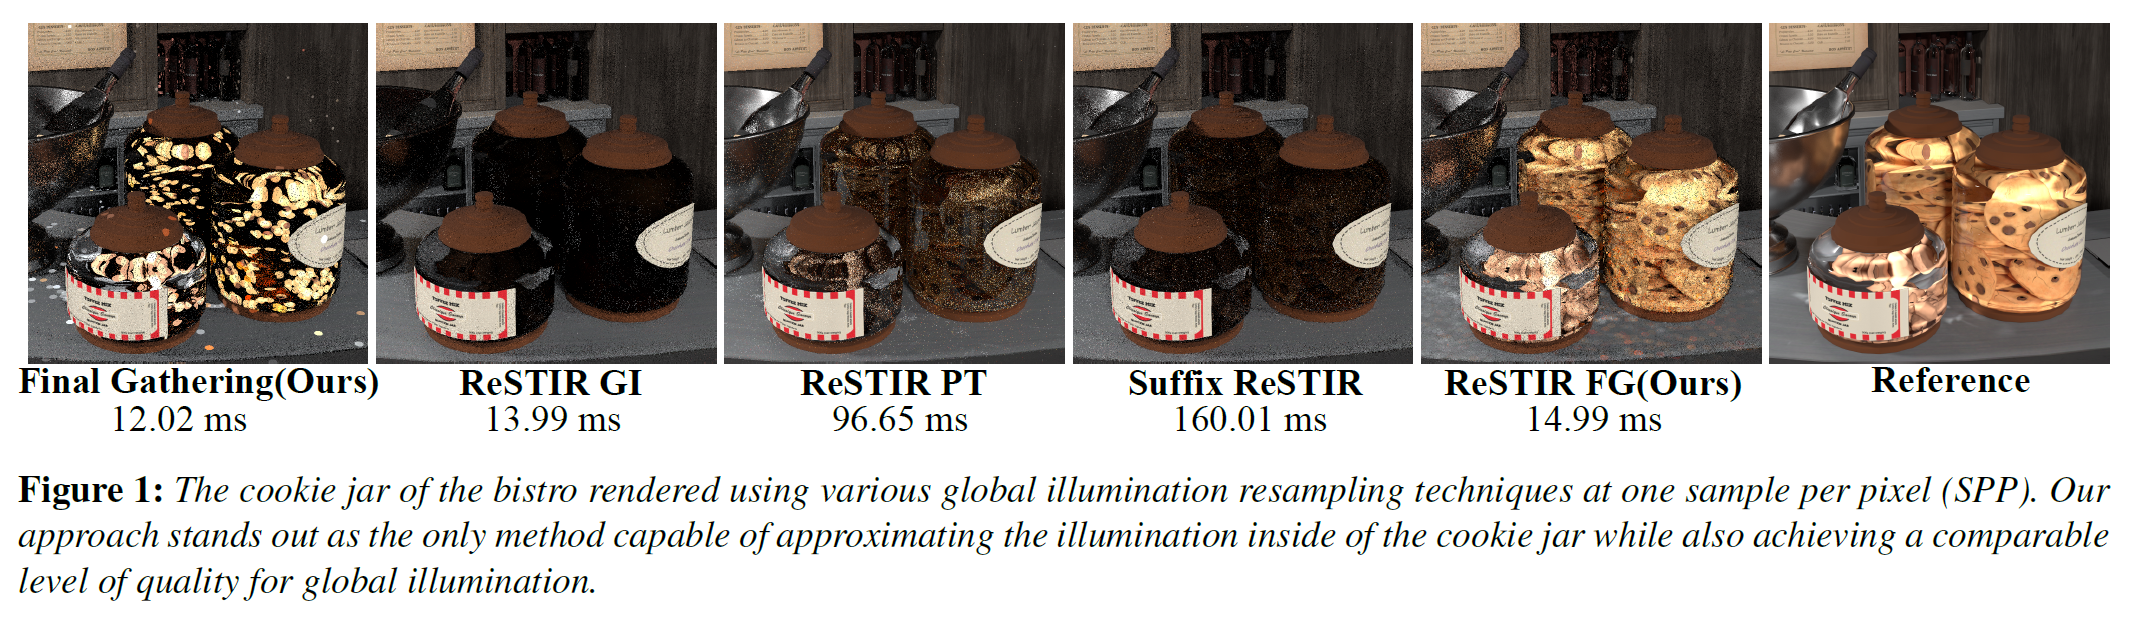 Final Gathering(Ours)
12.02 ms
ReSTIR GI
13.99 ms
ReSTIR PT
96.65 ms
Suffix ReSTIR
160.01 ms
ReSTIR FG(Ours)
14.99 ms
Reference
Figure 1: The cookie jar of the bistro rendered using various global illumination resampling techniques at one sample per pixel (SPP). Our
approach stands out as the only method capable of approximating the illumination inside of the cookie jar while also achieving a comparable
level of quality for global illumination.